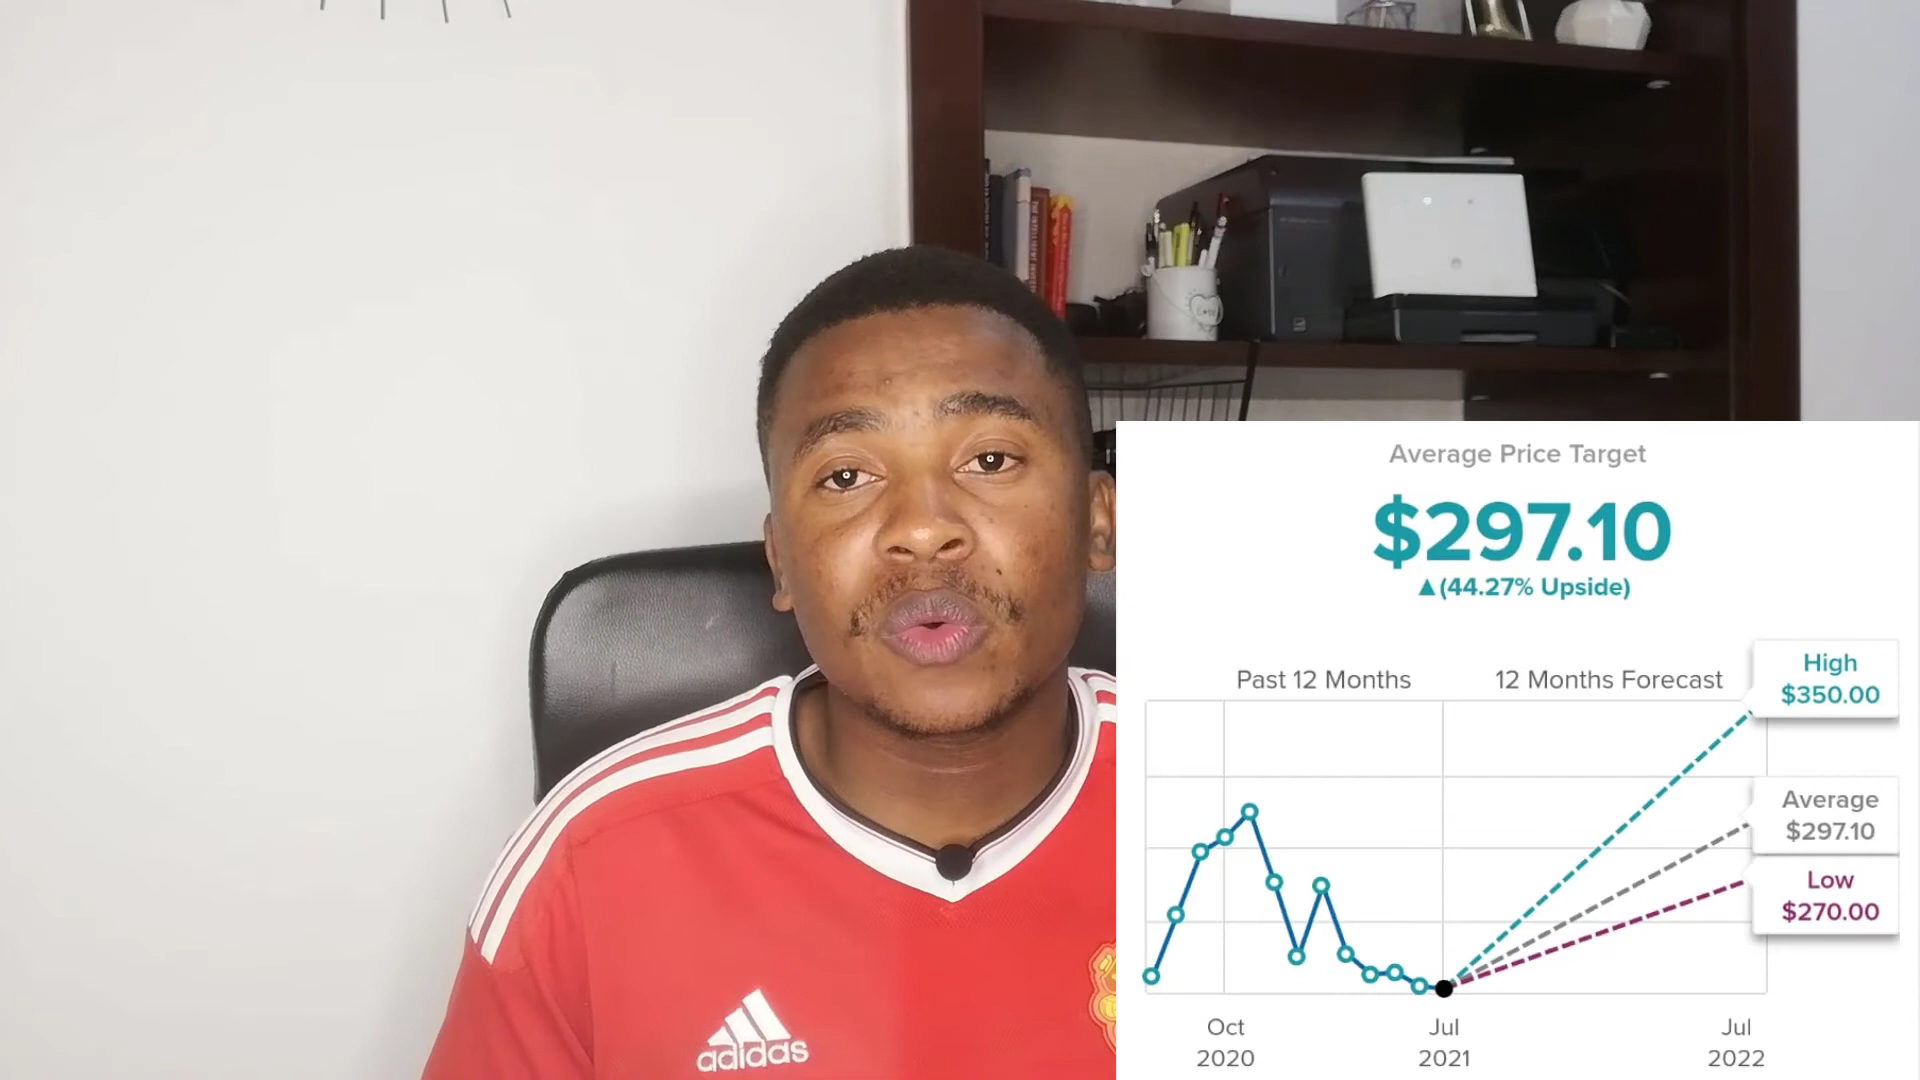 adidas
Average Price Target
$297.10
▲(44.27% Upside)
Past 12 Months
12 Months Forecast
High
$350.00
Average
$297.10
Low
$270.00
Oct
2020
Jul
2021
Jul
2022